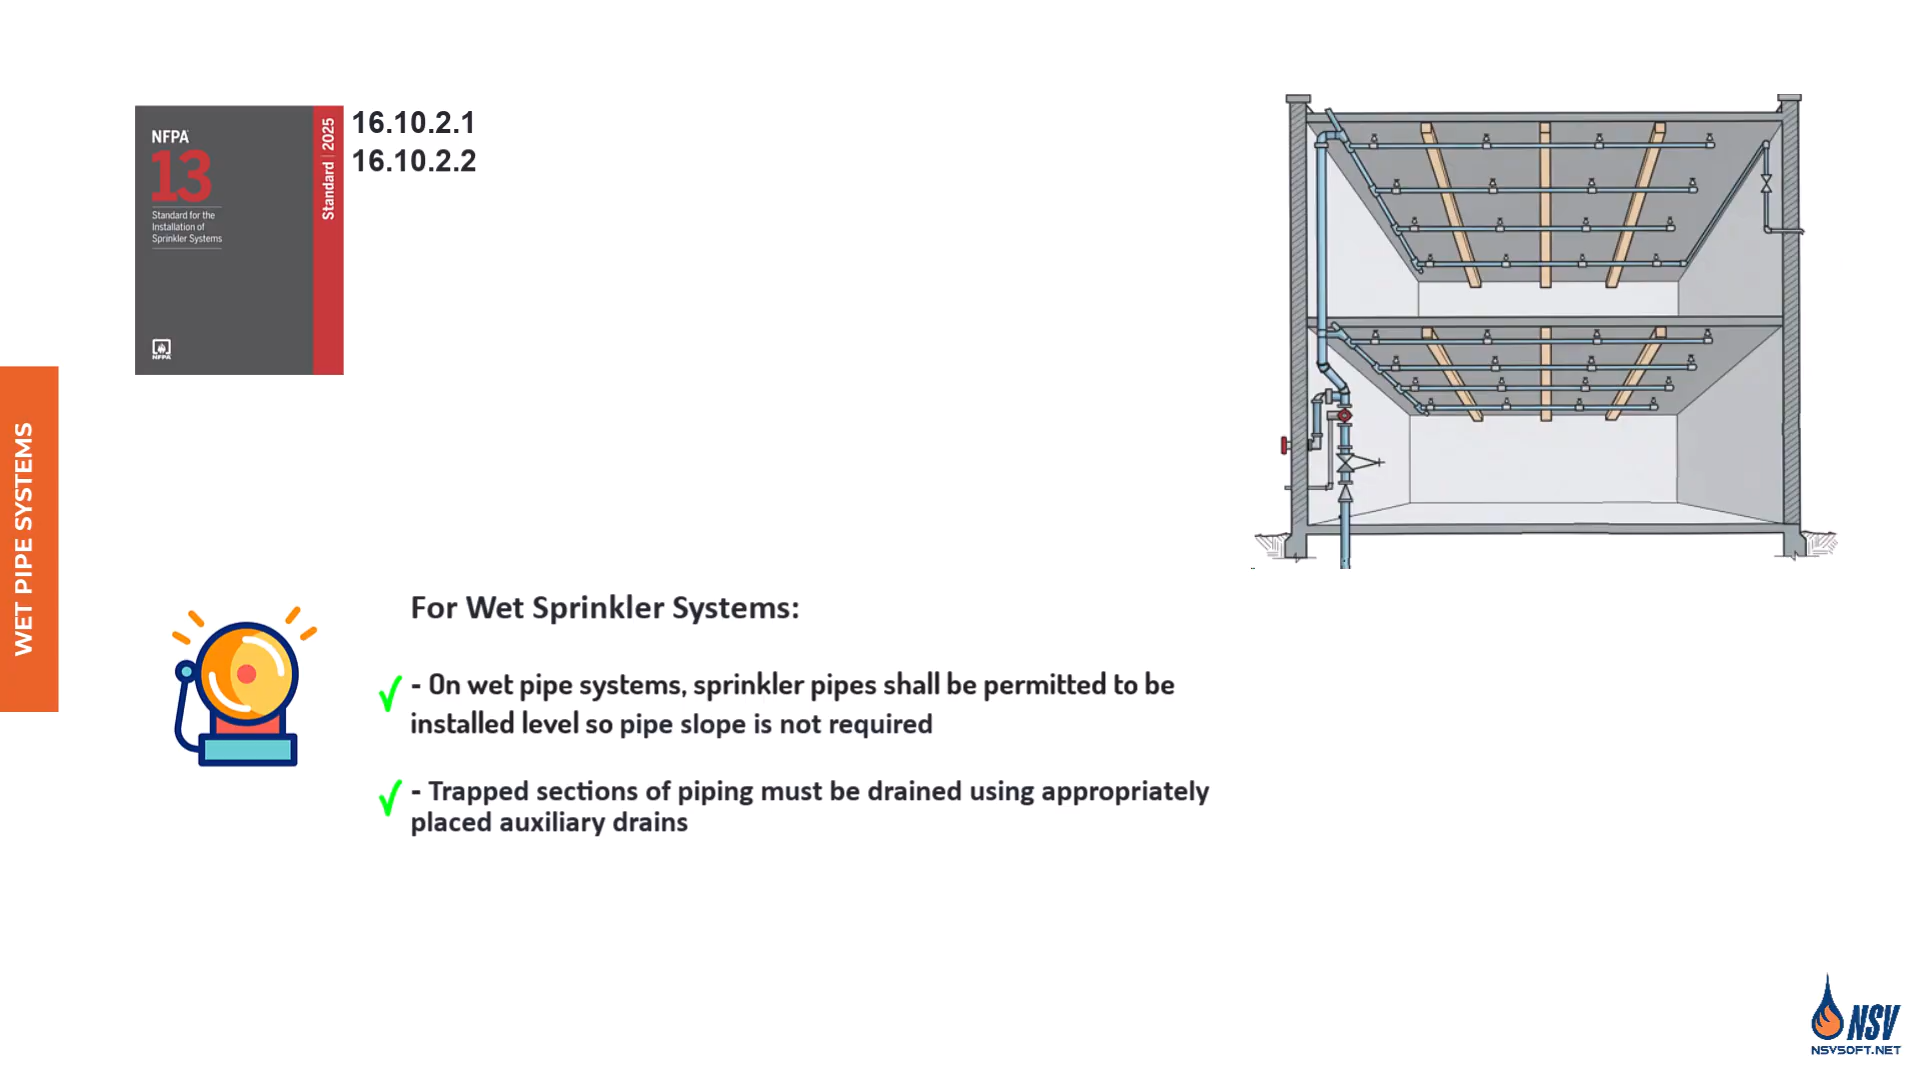 NFPA
13
Standard for the
Installation of
Sprinkler Systems
Standard | 2025
NFPA
16.10.2.1
16.10.2.2
WET PIPE SYSTEMS
For Wet Sprinkler Systems:
- On wet pipe systems, sprinkler pipes shall be permitted to be
installed level so pipe slope is not required
- Trapped sections of piping must be drained using appropriately
placed auxiliary drains
NSV
NSVSOFT.NET